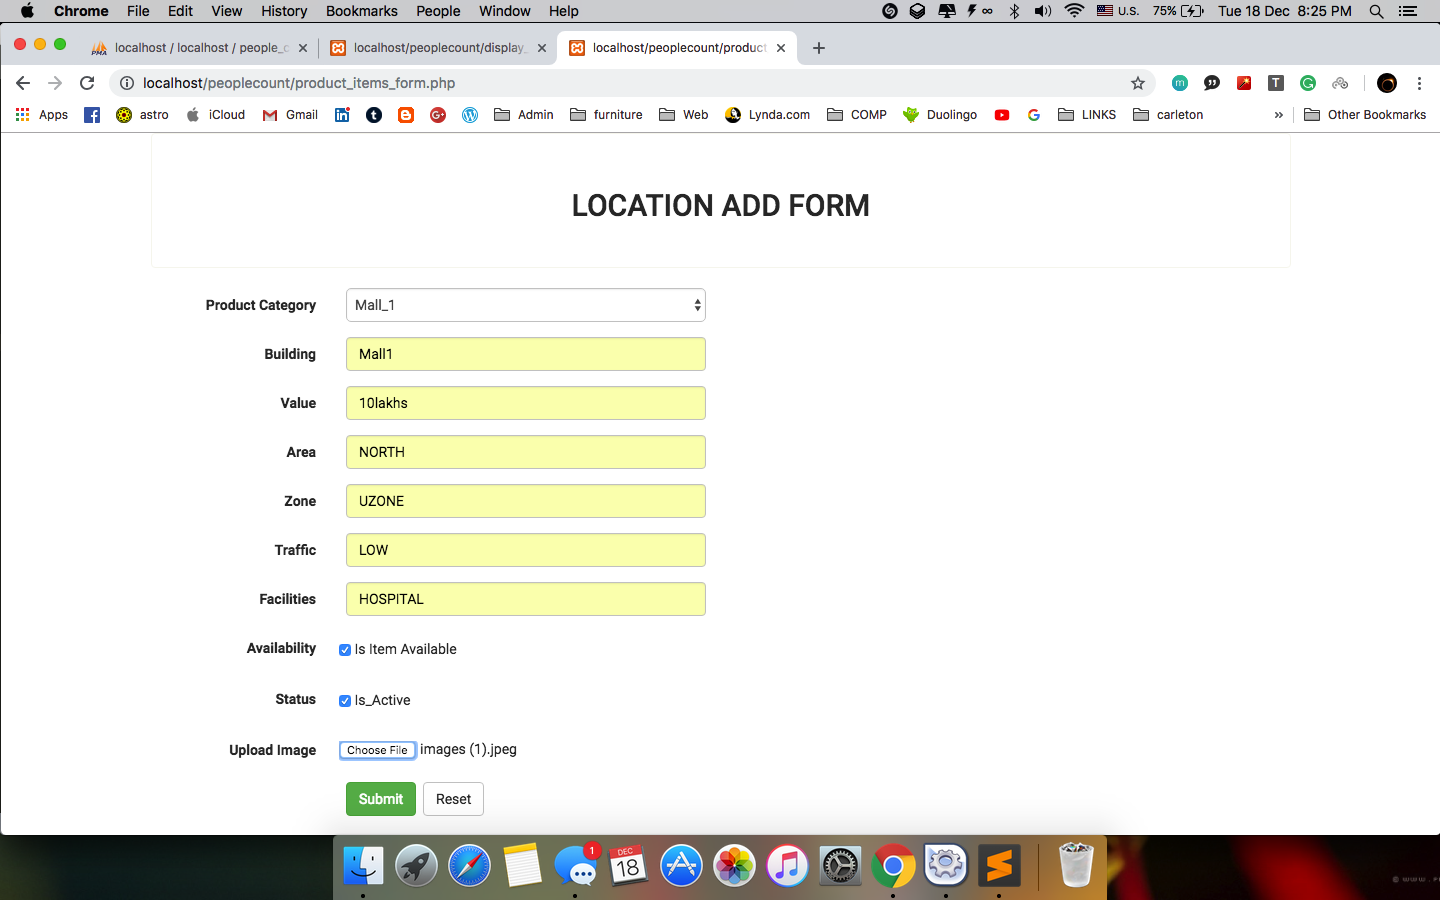 Chrome File Edit View History Bookmarks People Window Help U.S. 75% Tue 18 Dec 8:25 PM
localhost / localhost / people_c localhost/peoplecount/display_ localhost/peoplecount/product
localhost/peoplecount/product_items_form.php
Apps astro iCloud Gmail Admin furniture Web Lynda.com COMP Duolingo LINKS carleton » Other Bookmarks
LOCATION ADD FORM
Product Category Mall_1
Building Mall1
Value 10lakhs
Area NORTH
Zone UZONE
Traffic LOW
Facilities HOSPITAL
Availability Is Item Available
Status Is_Active
Upload Image Choose File images (1).jpeg
Submit Reset
1
DEC
18
© WWW.